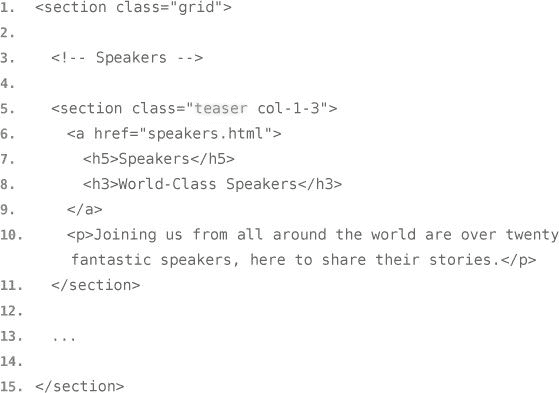 1. <section class="grid">
2.
3. <!-- Speakers -->
4.
5. <section class="teaser col-1-3">
6. <a href="speakers.html">
7. <h5>Speakers</h5>
8. <h3>World-Class Speakers</h3>
9. </a>
10. <p>Joining us from all around the world are over twenty
fantastic speakers, here to share their stories.</p>
11. </section>
12.
13. ...
14.
15. </section>